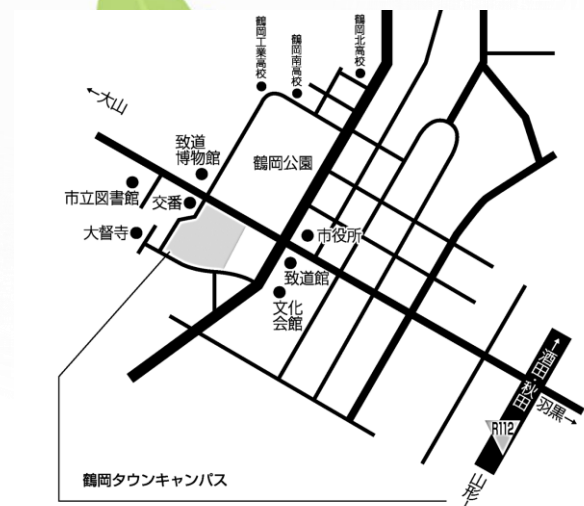 鶴岡工業高校
鶴岡南高校
鶴岡北高校
←大山
致道
博物館
鶴岡公園
市立図書館
交番
大督寺
市役所
致道館
文化
会館
←酒田・秋田
羽黒→
R112
山形
鶴岡タウンキャンパス